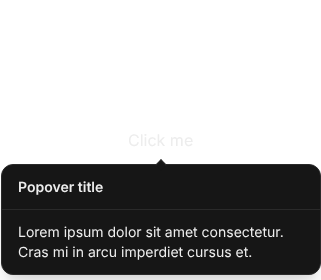 Click me
Popover title
Lorem ipsum dolor sit amet consectetur.
Cras mi in arcu imperdiet cursus et.